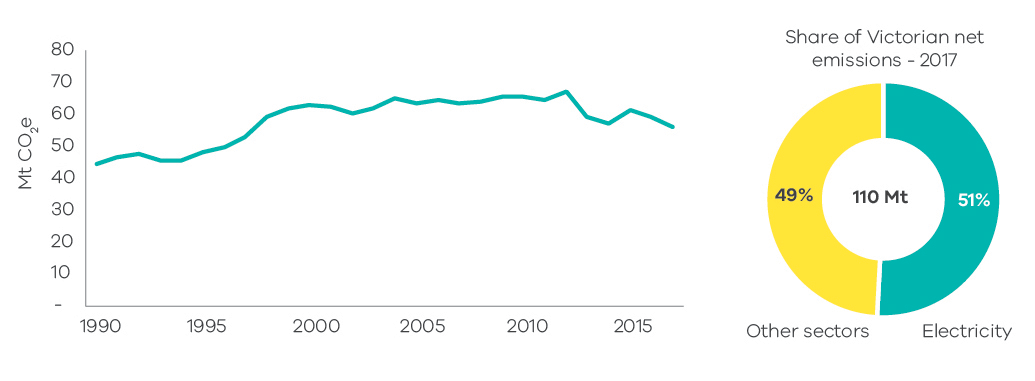 80
70
60
50
40
30
20
10
-
Mt CO₂e
1990 1995 2000 2005 2010 2015
Share of Victorian net
emissions - 2017
49%
110 Mt
51%
Other sectors
Electricity